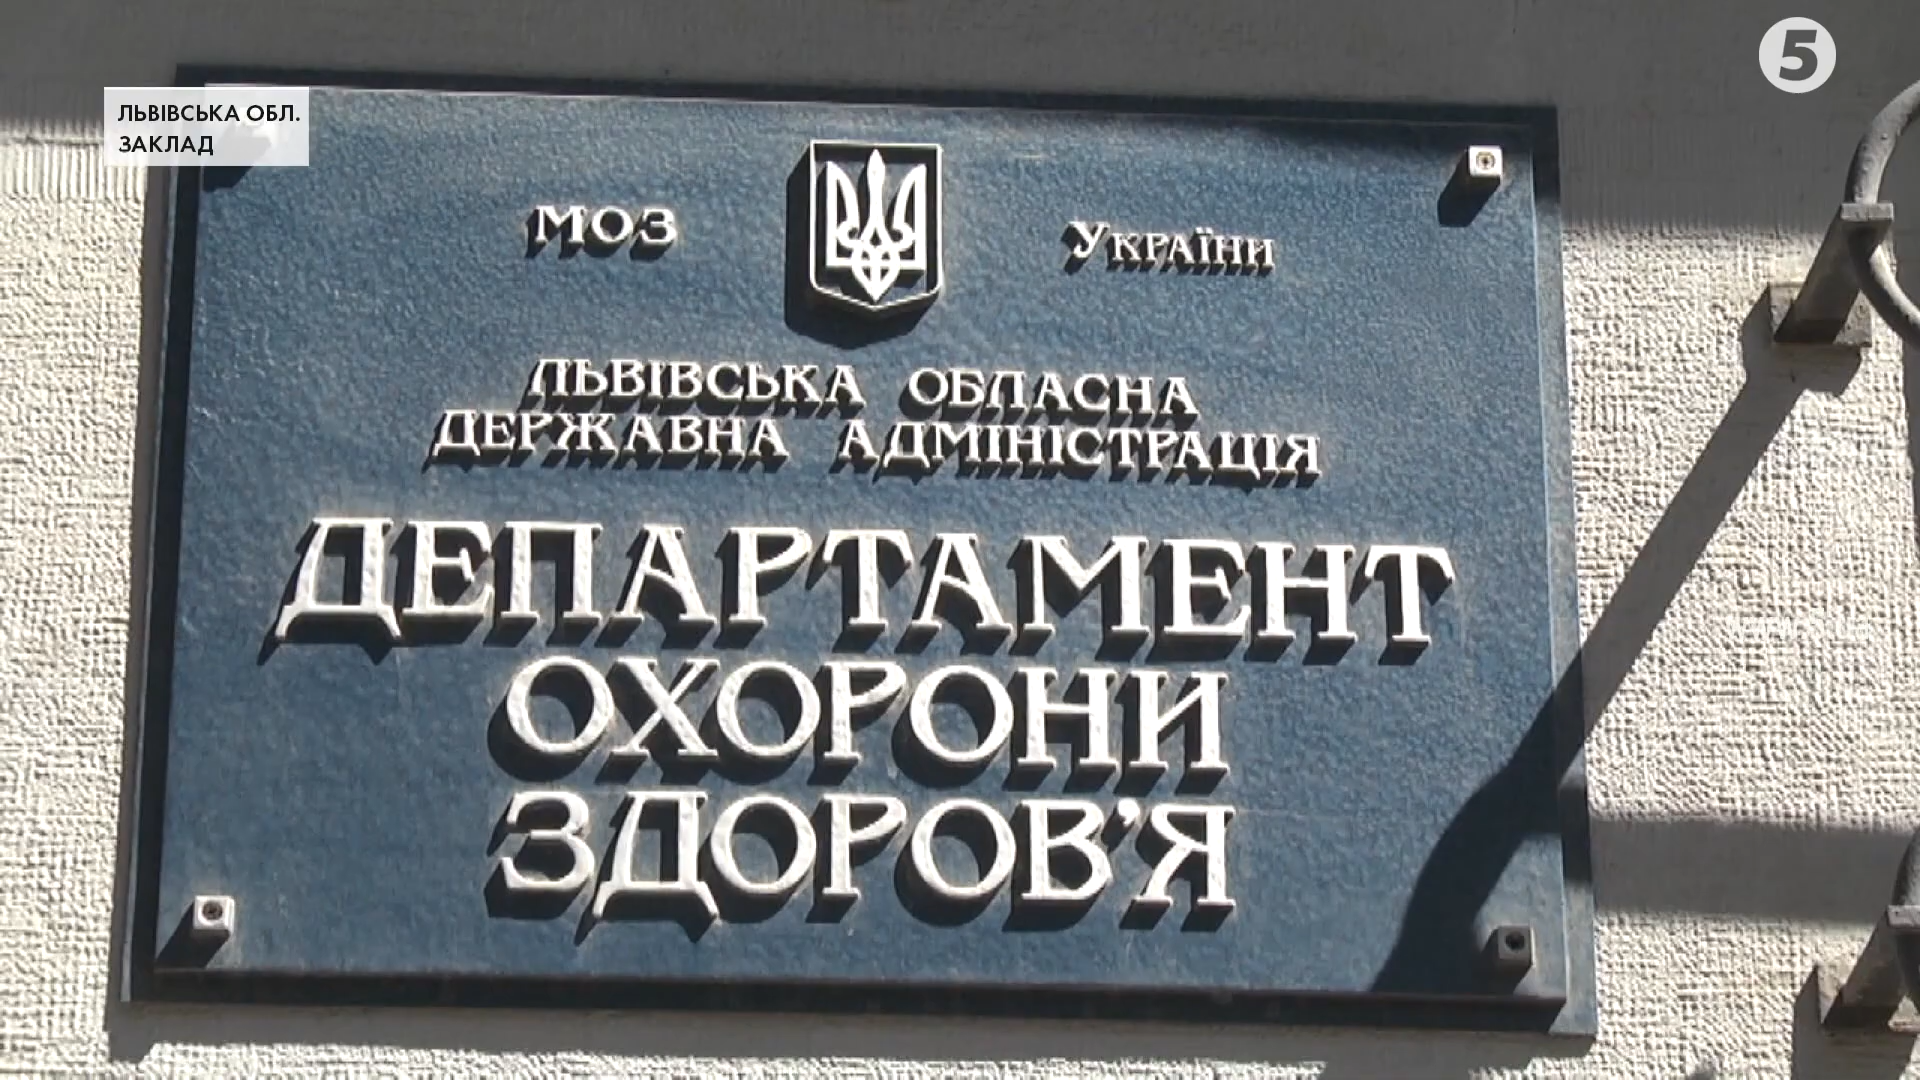 5
ЛЬВІВСЬКА ОБЛ.
ЗАКЛАД
МОЗ УКРАЇНИ
ЛЬВІВСЬКА ОБЛАСНА
ДЕРЖАВНА АДМІНІСТРАЦІЯ
ДЕПАРТАМЕНТ
ОХОРОНИ
ЗДОРОВ'Я